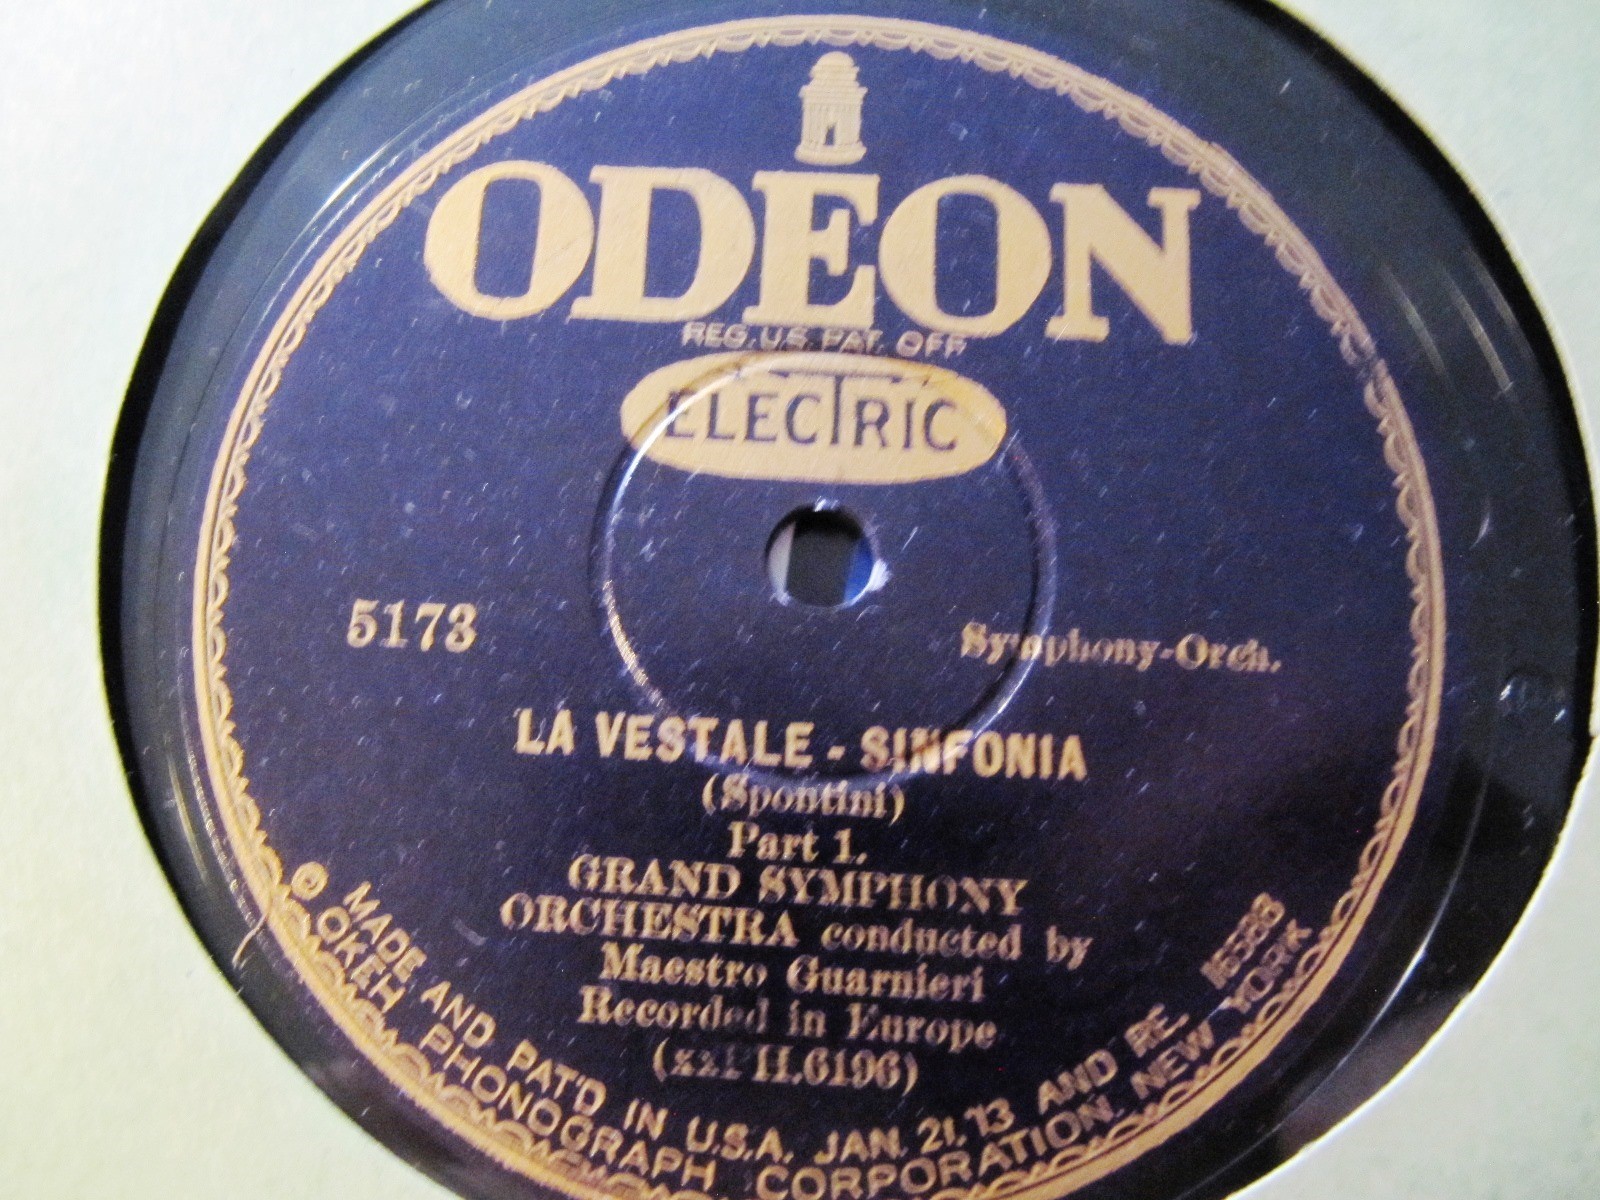 ODEON
REG. U.S. PAT. OFF.
ELECTRIC
5173
Symphony-Orch.
LA VESTALE - SINFONIA
(Spontini)
Part 1.
GRAND SYMPHONY
ORCHESTRA conducted by
Maestro Guarnieri
Recorded in Europe
MADE AND PAT'D IN U.S.A. JAN. 21.'13 AND RE. 16588
© OKEH PHONOGRAPH CORPORATION. NEW YORK